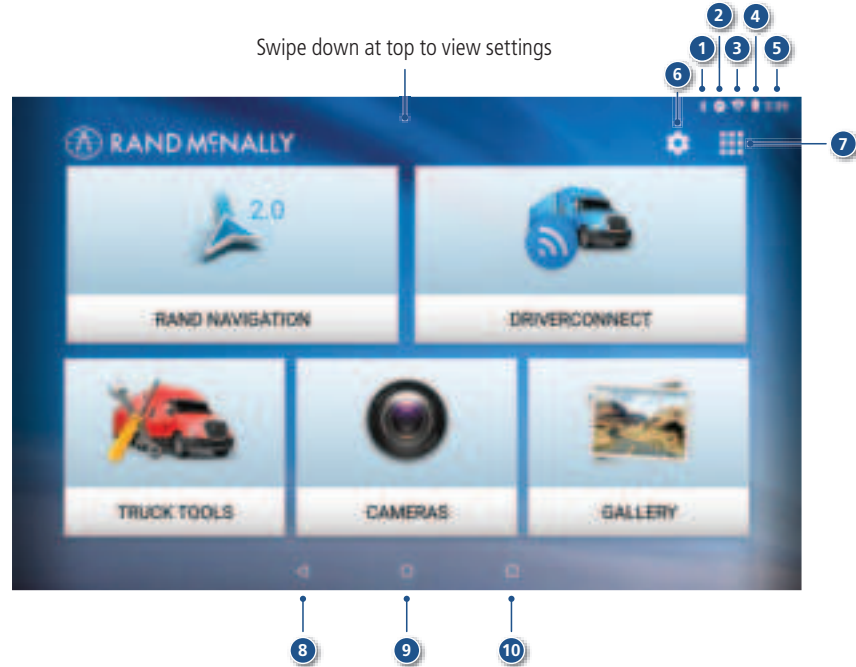 2 4
1 3 5
Swipe down at top to view settings
6
RAND MCNALLY
7
2.0
RAND NAVIGATION
DRIVERCONNECT
TRUCK TOOLS
CAMERAS
GALLERY
8 9 10